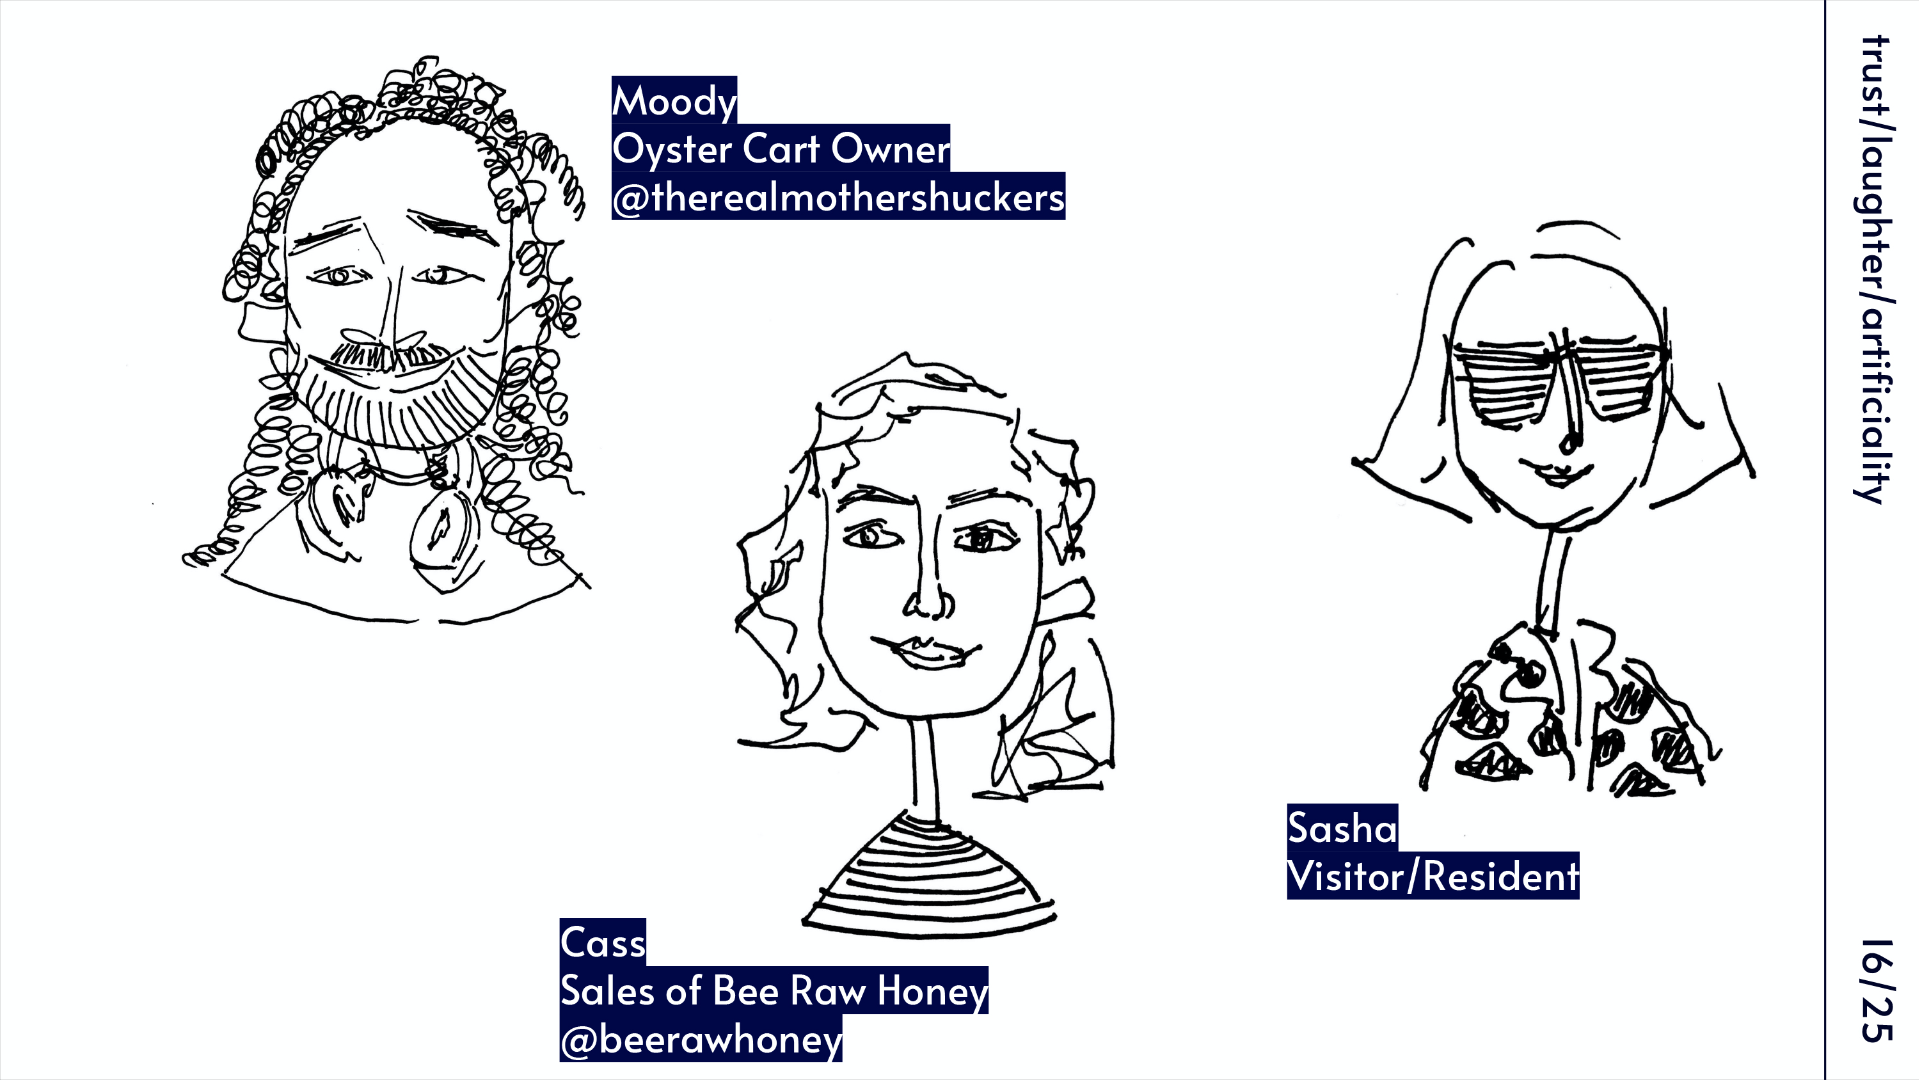 Moody
Oyster Cart Owner
@therealmothershuckers
Cass
Sales of Bee Raw Honey
@beerawhoney
Sasha
Visitor/Resident
trust/laughter/artificiality
16/25